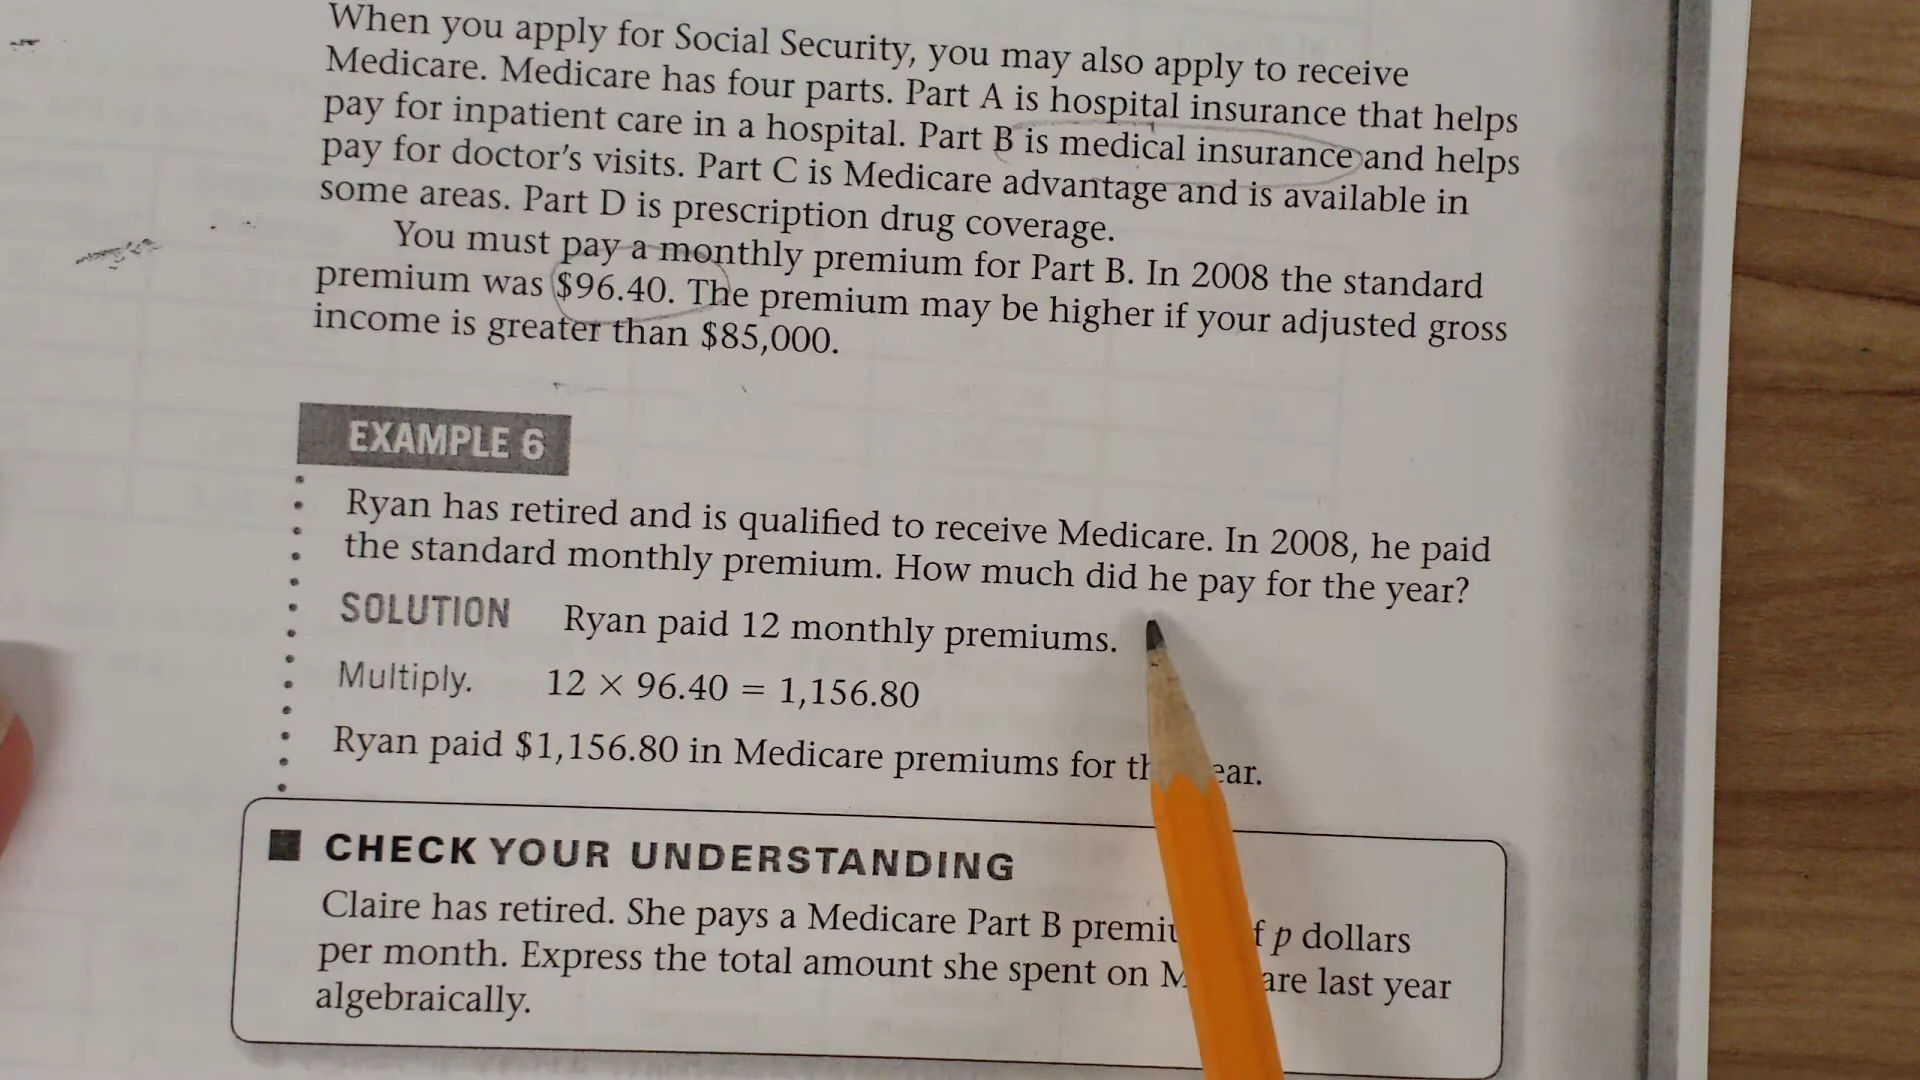 When you apply for Social Security, you may also apply to receive
Medicare. Medicare has four parts. Part A is hospital insurance that helps
pay for inpatient care in a hospital. Part B is medical insurance and helps
pay for doctor's visits. Part C is Medicare advantage and is available in
some areas. Part D is prescription drug coverage.
You must pay a monthly premium for Part B. In 2008 the standard
premium was $96.40. The premium may be higher if your adjusted gross
income is greater than $85,000.
EXAMPLE 6
Ryan has retired and is qualified to receive Medicare. In 2008, he paid
the standard monthly premium. How much did he pay for the year?
SOLUTION Ryan paid 12 monthly premiums.
Multiply. 12 × 96.40 = 1,156.80
Ryan paid $1,156.80 in Medicare premiums for
CHECK YOUR UNDERSTANDING
Claire has retired. She pays a Medicare Part B p dollars
per month. Express the total amount she spent on last year
algebraically.